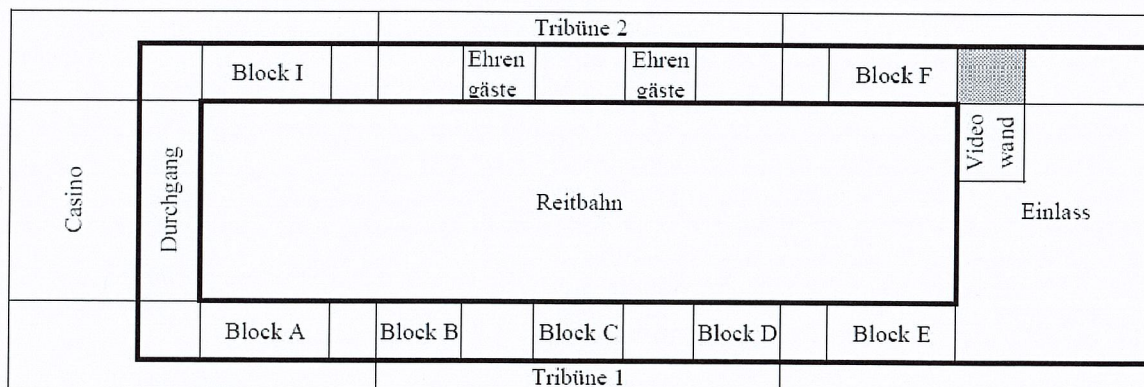 Tribüne 2
Block I
Ehren
gäste
Ehren
gäste
Block F
Casino
Durchgang
Reitbahn
Video
wand
Einlass
Block A
Block B
Block C
Block D
Block E
Tribüne 1